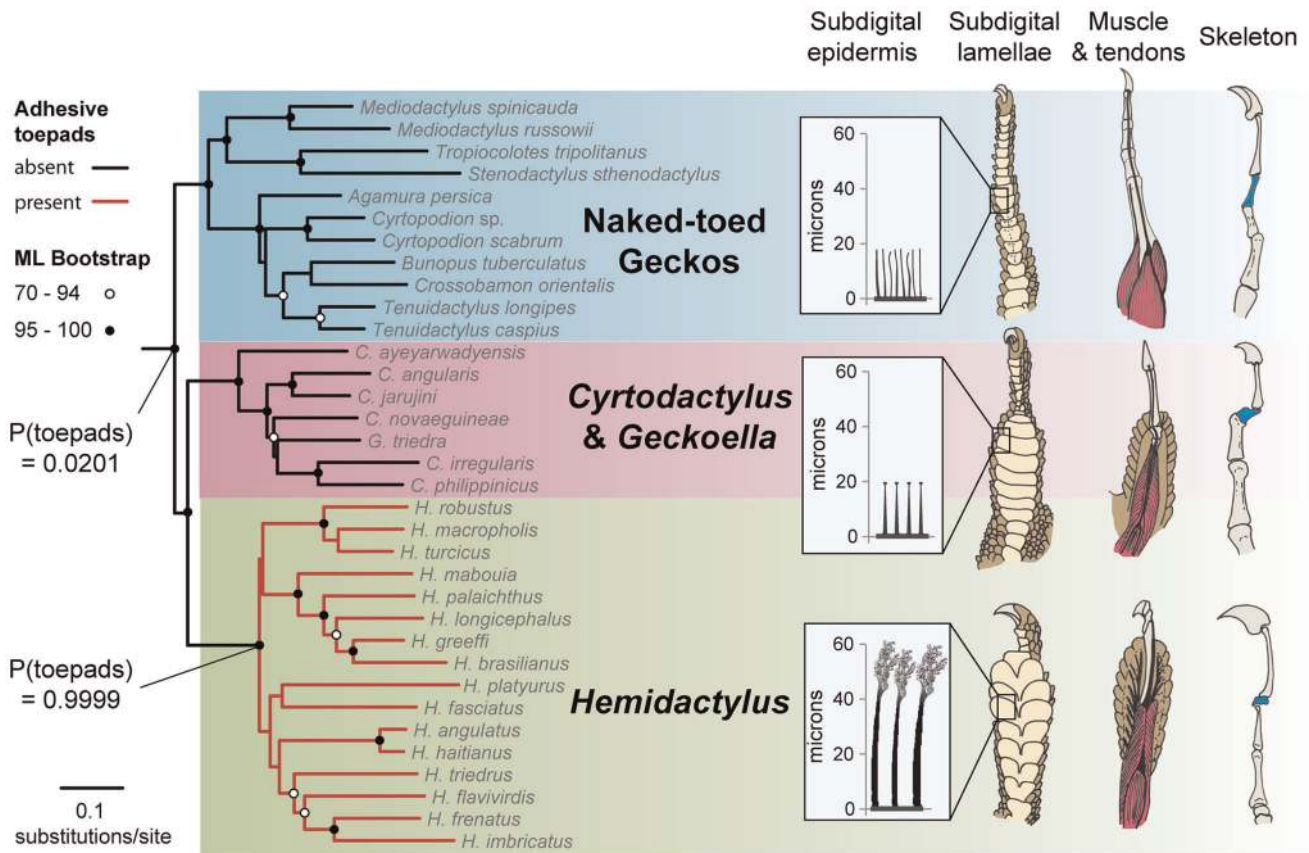 Subdigital epidermis
Subdigital lamellae
Muscle & tendons
Skeleton
Adhesive toepads
absent
present
ML Bootstrap
70 - 94
95 - 100
P(toepads) = 0.0201
P(toepads) = 0.9999
0.1
substitutions/site
Mediodactylus spinicauda
Mediodactylus russowii
Tropiocolotes tripolitanus
Stenodactylus sthenodactylus
Agamura persica
Cyrtopodion sp.
Cyrtopodion scabrum
Bunopus tuberculatus
Crossobamon orientalis
Tenuidactylus longipes
Tenuidactylus caspius
Naked-toed
Geckos
microns
60
40
20
0
C. ayeyarwadyensis
C. angularis
C. jarujini
C. novaeguineae
G. triedra
C. irregularis
C. philippinicus
Cyrtodactylus
& Geckoella
microns
60
40
20
0
H. robustus
H. macropholis
H. turcicus
H. mabouia
H. palaichthus
H. longicephalus
H. greeffi
H. brasilianus
H. platyurus
H. fasciatus
H. angulatus
H. haitianus
H. triedrus
H. flavivirdis
H. frenatus
H. imbricatus
Hemidactylus
microns
60
40
20
0